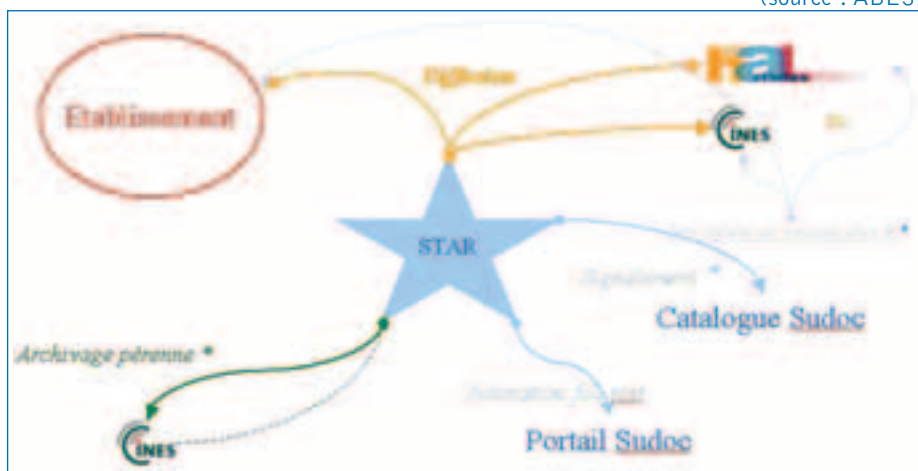 (source : ABES
Diffusion
Etablissement
HAL
CINES
STAR
Signalement *
Catalogue Sudoc
Archivage pérenne *
CINES
Portail Sudoc